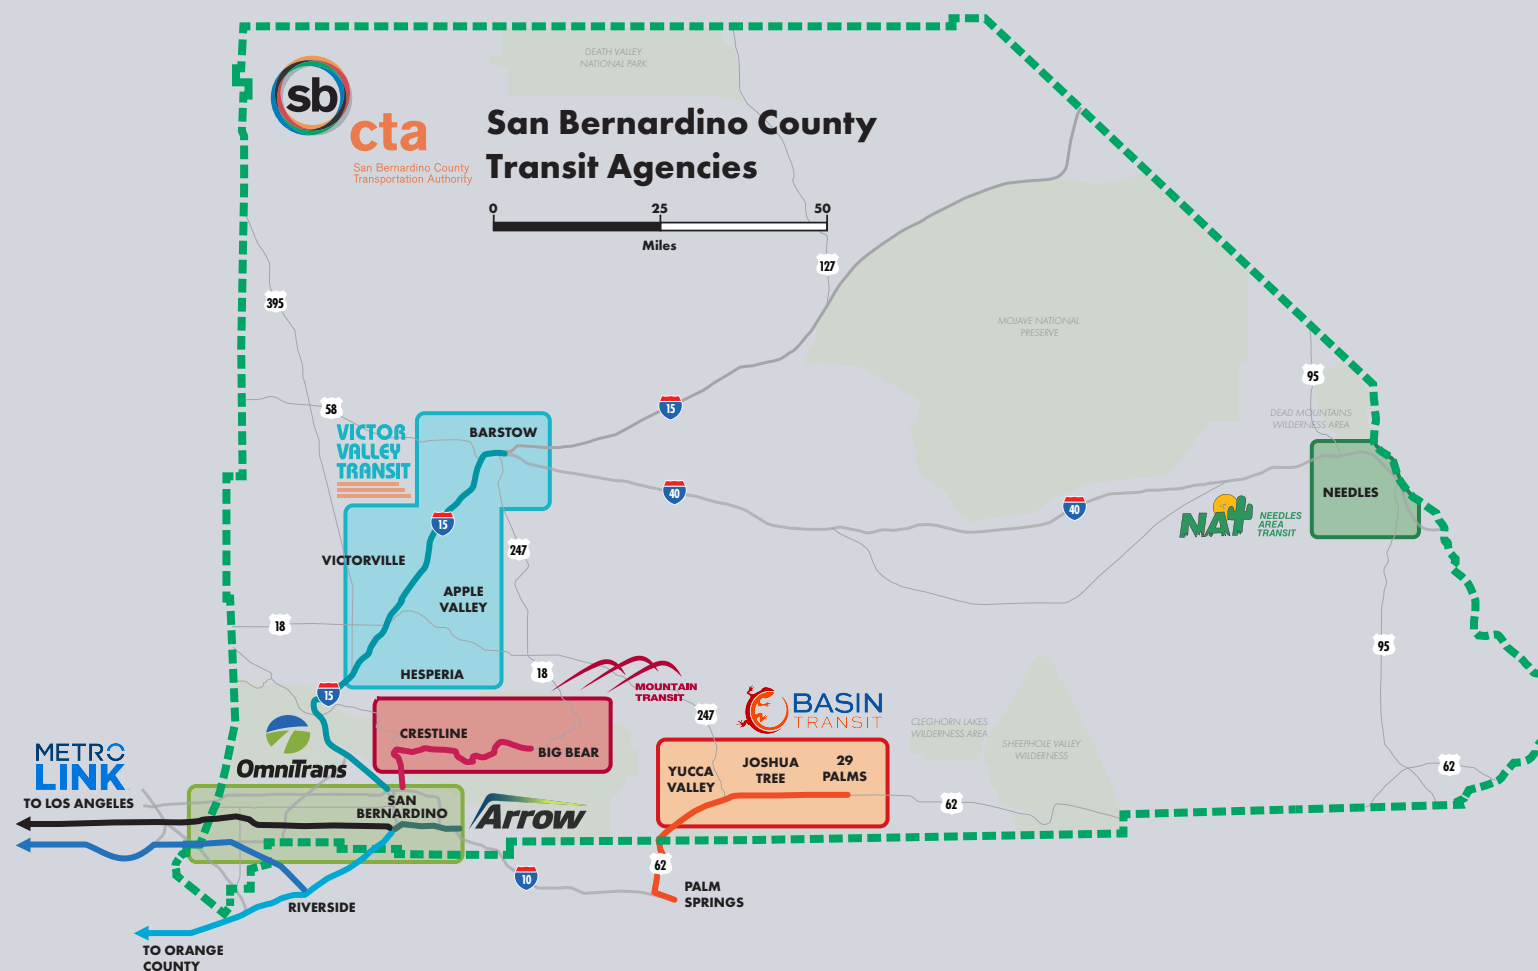 DEATH VALLEY
NATIONAL PARK
sb
cta
San Bernardino County
Transportation Authority
San Bernardino County
Transit Agencies
0 25 50
Miles
127
395
MOJAVE NATIONAL
PRESERVE
95
58
15
DEAD MOUNTAINS
WILDERNESS AREA
VICTOR
VALLEY
TRANSIT
BARSTOW
40
40
NEEDLES
NAT
NEEDLES
AREA
TRANSIT
15
247
VICTORVILLE
APPLE
VALLEY
18
95
HESPERIA
18
15
MOUNTAIN
TRANSIT
247
BASIN
TRANSIT
CLEGHORN LAKES
WILDERNESS AREA
SHEEPHOLE VALLEY
WILDERNESS
CRESTLINE
BIG BEAR
OmniTrans
METRO
LINK
TO LOS ANGELES
YUCCA
VALLEY
JOSHUA
TREE
29
PALMS
62
62
SAN
BERNARDINO
Arrow
62
10
PALM
SPRINGS
RIVERSIDE
TO ORANGE
COUNTY